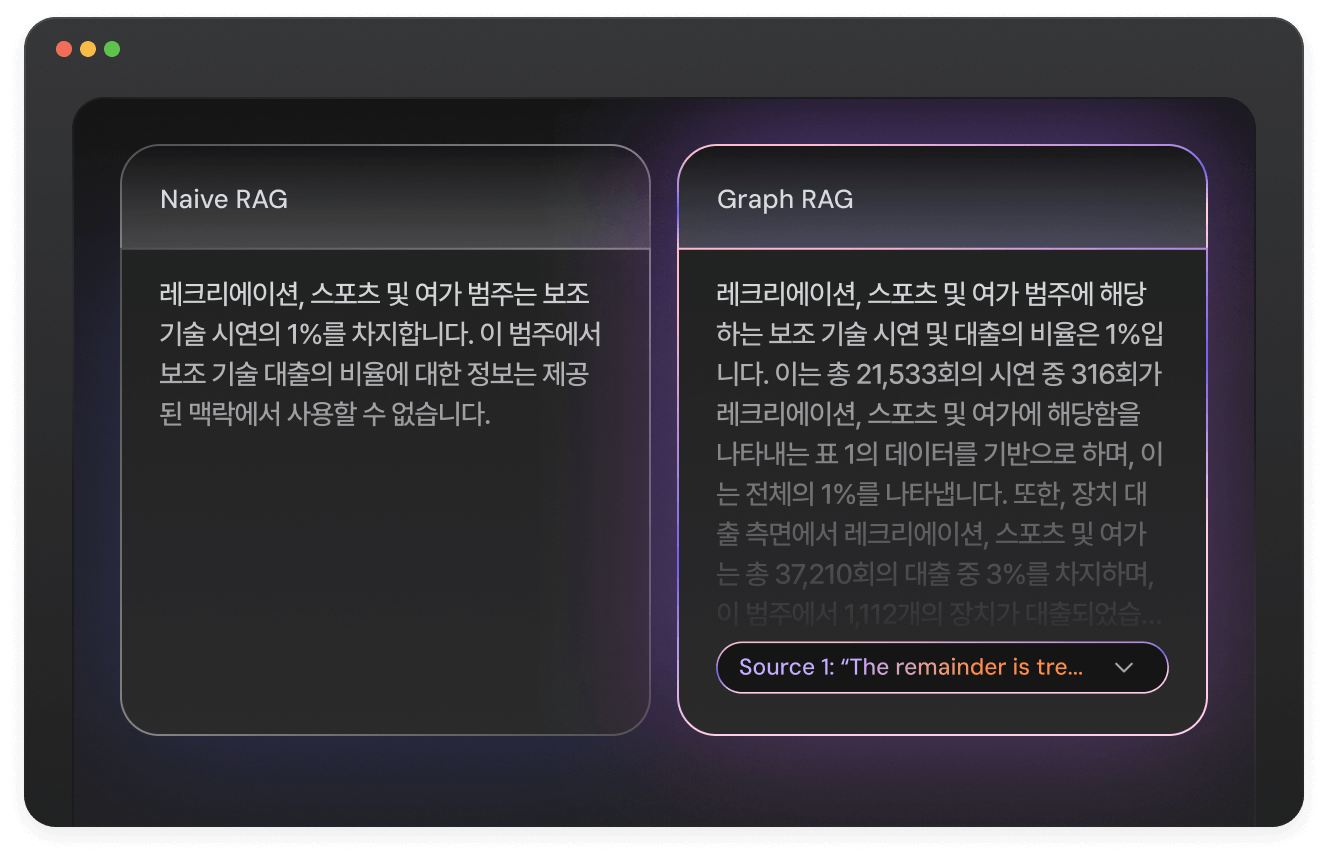 Naive RAG
레크리에이션, 스포츠 및 여가 범주는 보조
기술 시연의 1%를 차지합니다. 이 범주에서
보조 기술 대출의 비율에 대한 정보는 제공
된 맥락에서 사용할 수 없습니다.
Graph RAG
레크리에이션, 스포츠 및 여가 범주에 해당
하는 보조 기술 시연 및 대출의 비율은 1%입
니다. 이는 총 21,533회의 시연 중 316회가
레크리에이션, 스포츠 및 여가에 해당함을
나타내는 표 1의 데이터를 기반으로 하며, 이
는 전체의 1%를 나타냅니다. 또한, 장치 대
출 측면에서 레크리에이션, 스포츠 및 여가
는 총 37,210회의 대출 중 3%를 차지하며,
이 범주에서 1,112개의 장치가 대출되었습...
Source 1: “The remainder is tre...